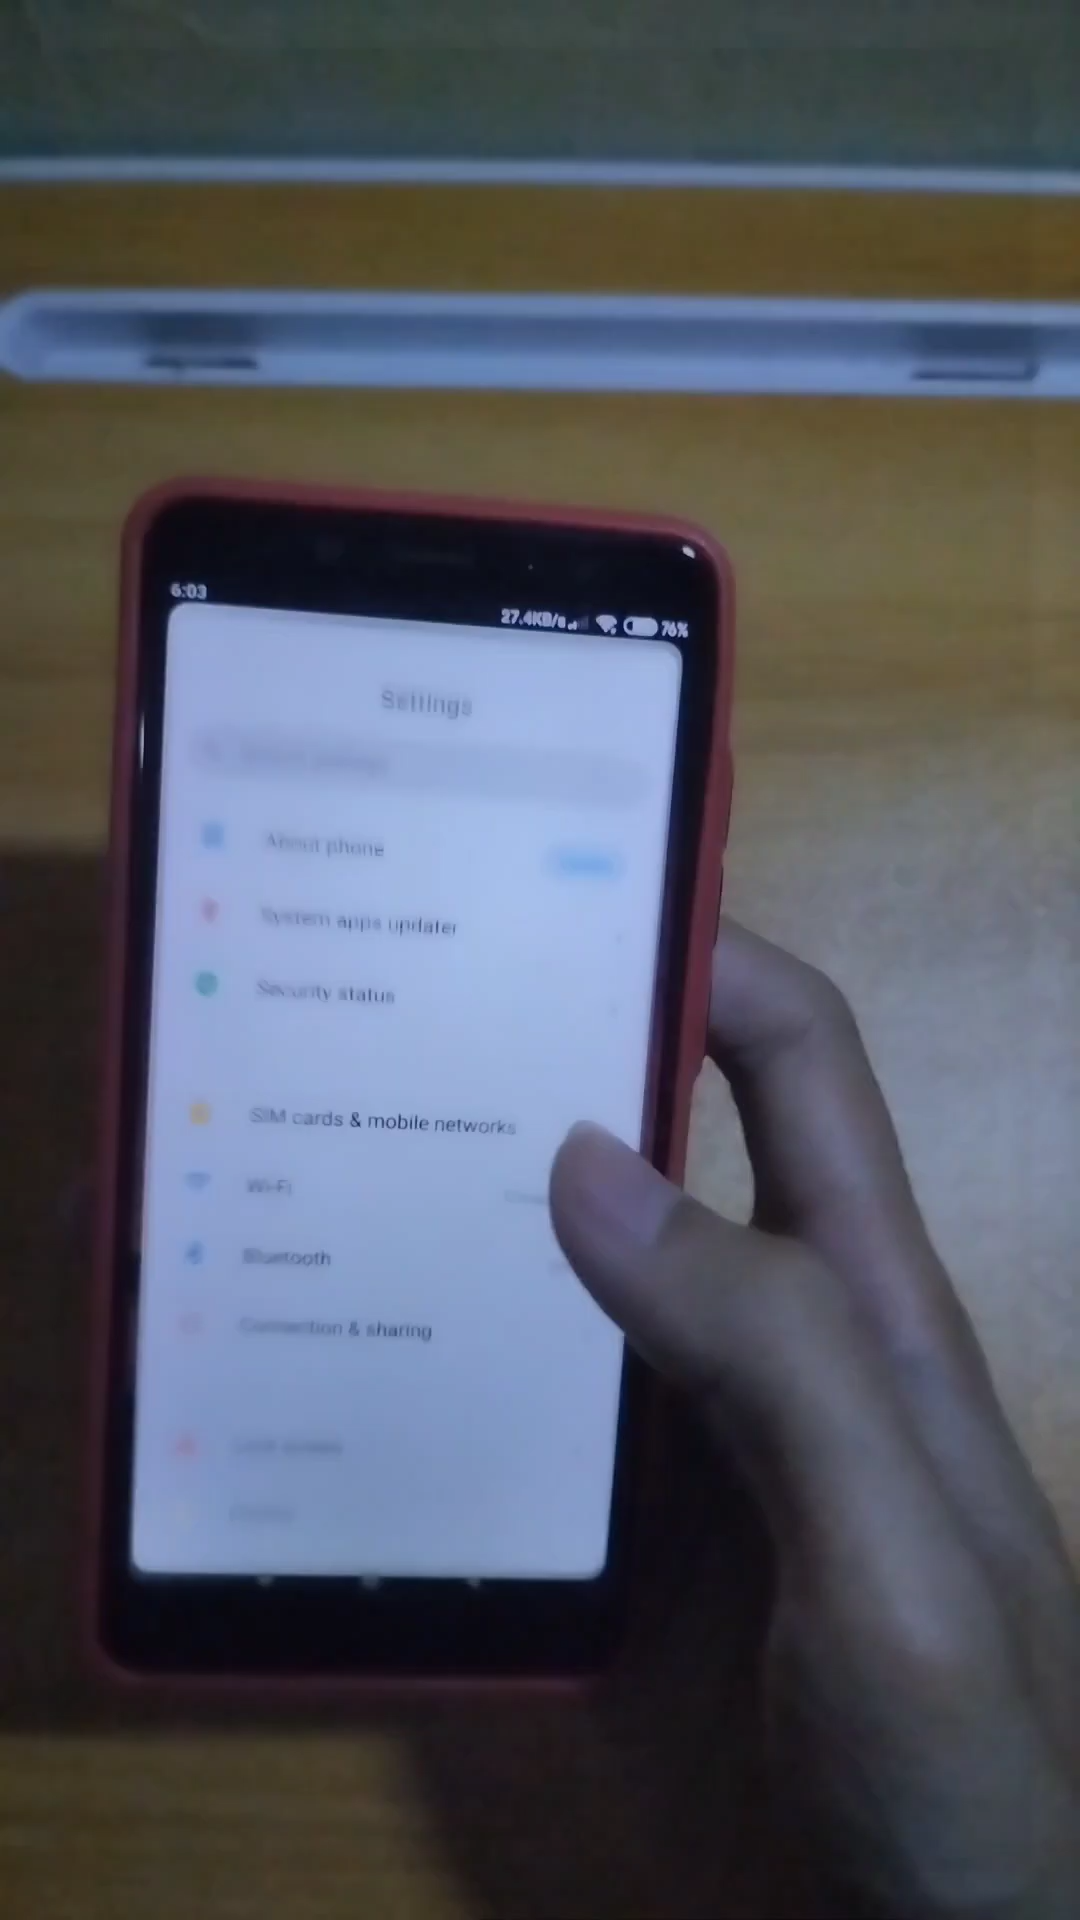 6:03
27.4KB/s 76%
Settings
About phone
System apps updater
Security status
SIM cards & mobile networks
Wi-Fi
Bluetooth
Connection & sharing